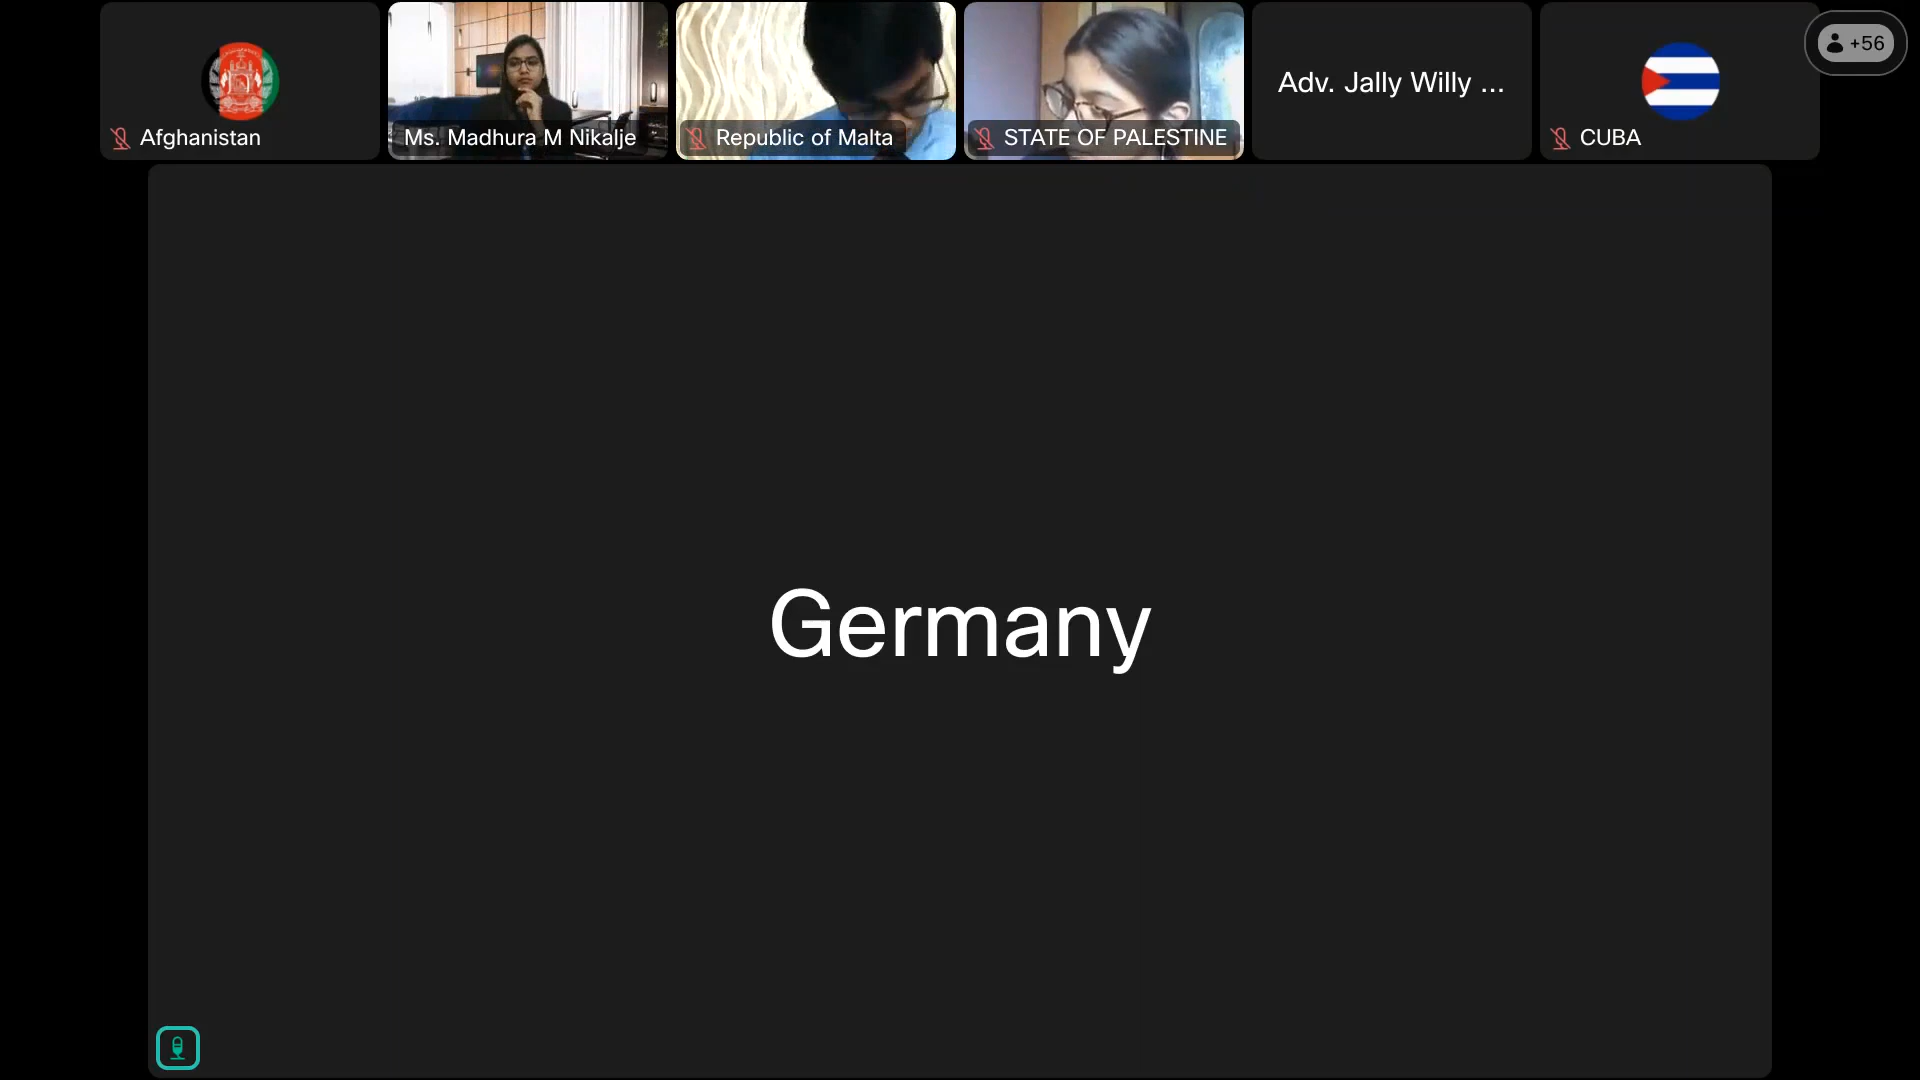 Afghanistan
Ms. Madhura M Nikalje
Republic of Malta
STATE OF PALESTINE
Adv. Jally Willy ...
CUBA
+56
Germany